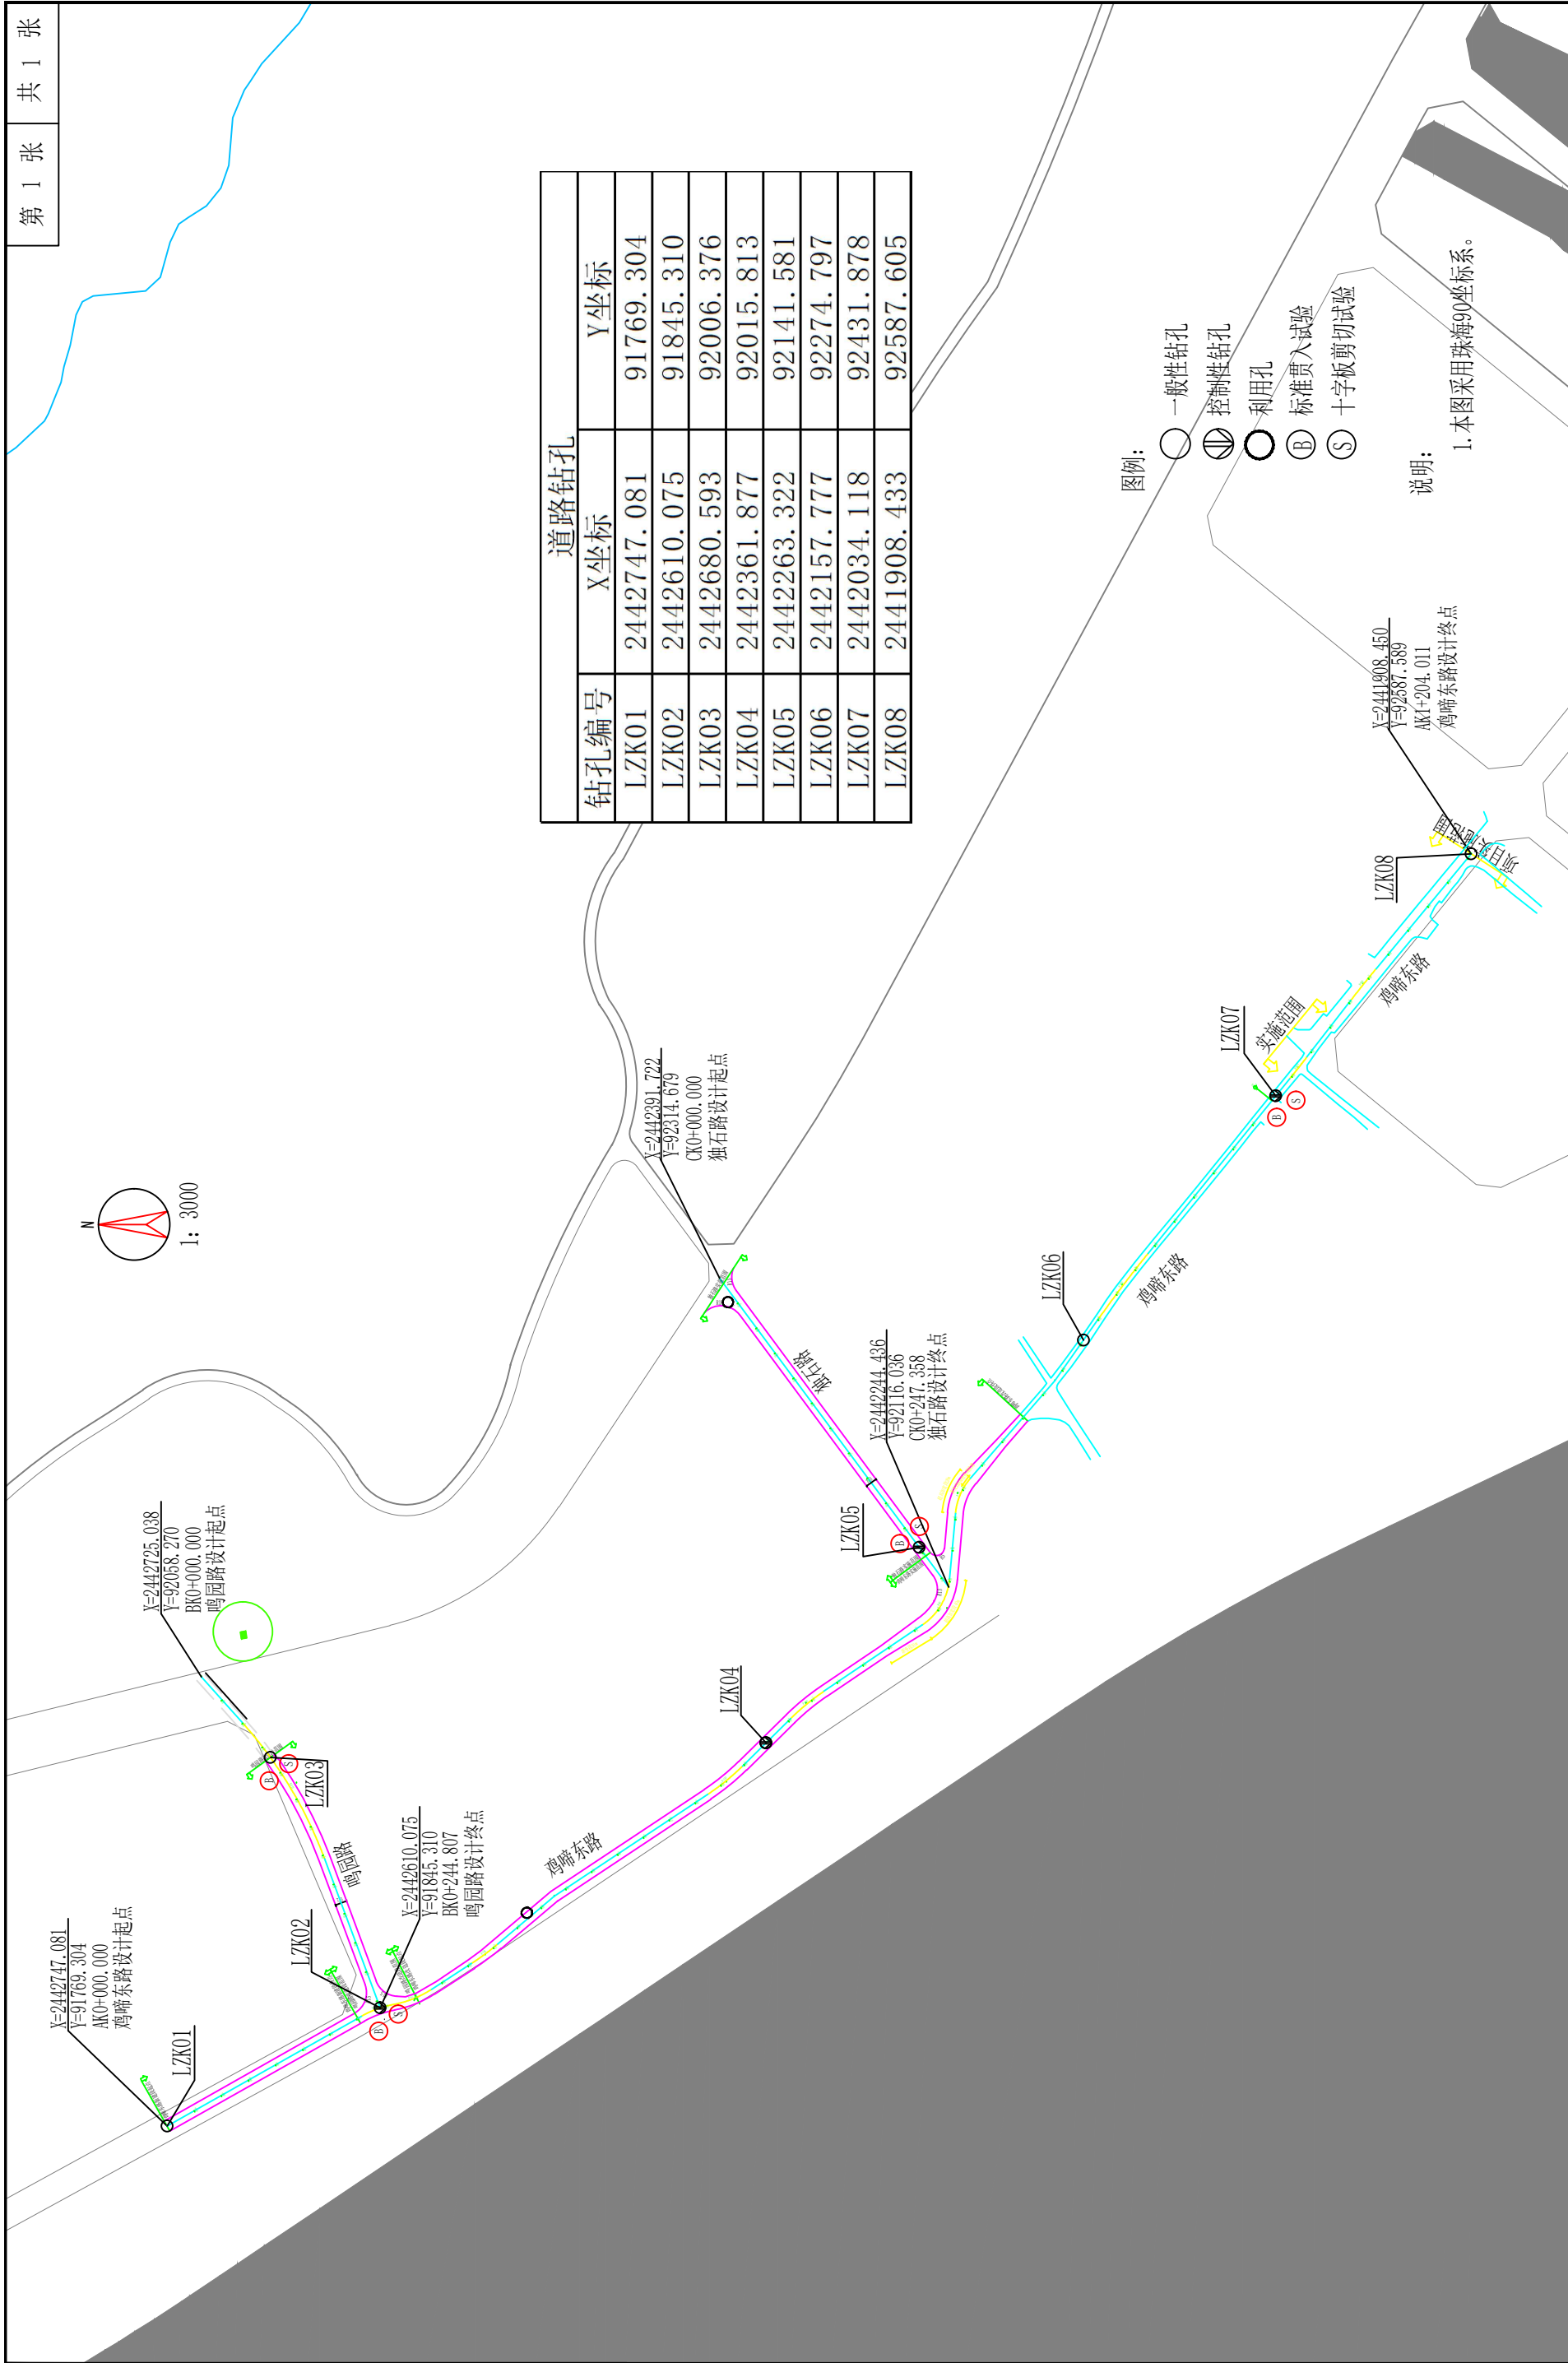 第 1 张 共 1 张
N
1: 3000
道路钻孔
钻孔编号 X坐标 Y坐标
LZK01 2442747.081 91769.304
LZK02 2442610.075 91845.310
LZK03 2442680.593 92006.376
LZK04 2442361.877 92015.813
LZK05 2442263.322 92141.581
LZK06 2442157.777 92274.797
LZK07 2442034.118 92431.878
LZK08 2441908.433 92587.605
X=2442747.081
Y=91769.304
AK0+000.000
鸡啼东路设计起点
LZK01
X=2442725.038
Y=92058.270
BK0+000.000
鸣园路设计起点
B
S
LZK03
鸣园路
LZK02
B
S
X=2442610.075
Y=91845.310
BK0+244.807
鸣园路设计终点
鸡啼东路
LZK04
X=2442391.722
Y=92314.679
CK0+000.000
独石路设计起点
独石路
LZK05
B
S
X=2442244.436
Y=92116.036
CK0+247.358
独石路设计终点
LZK06
鸡啼东路
LZK07
B
S
实施范围
鸡啼东路
LZK08
X=2441908.450
Y=92587.589
AK1+204.011
鸡啼东路设计终点
项目实施范围
图例:
一般性钻孔
控制性钻孔
利用孔
B 标准贯入试验
S 十字板剪切试验
说明:
1.本图采用珠海90坐标系。